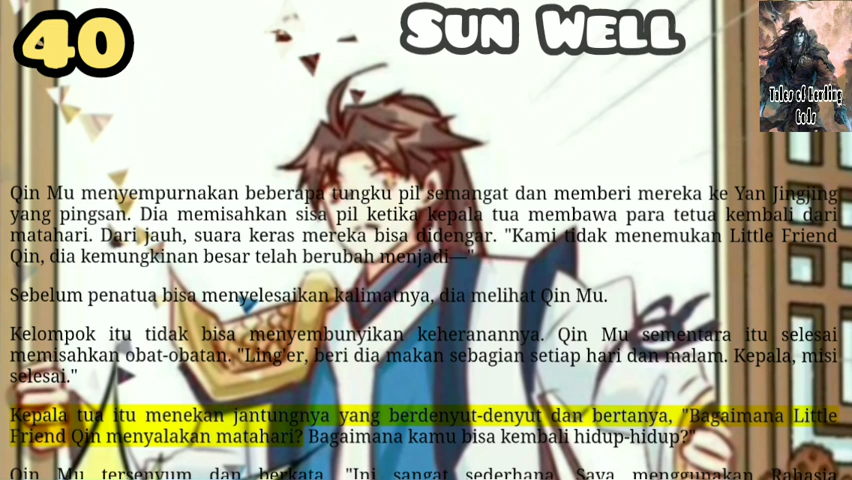 40
Sun Well
Tales of Herding
Gods
Qin Mu menyempurnakan beberapa tungku pil semangat dan memberi mereka ke Yan Jingjing
yang pingsan. Dia memisahkan sisa pil ketika kepala tua membawa para tetua kembali dari
matahari. Dari jauh, suara keras mereka bisa didengar. "Kami tidak menemukan Little Friend
Qin, dia kemungkinan besar telah berubah menjadi—"
Sebelum penatua bisa menyelesaikan kalimatnya, dia melihat Qin Mu.
Kelompok itu tidak bisa menyembunyikan keheranannya. Qin Mu sementara itu selesai
memisahkan obat-obatan. "Ling'er, beri dia makan sebagian setiap hari dan malam. Kepala, misi
selesai."
Kepala tua itu menekan jantungnya yang berdenyut-denyut dan bertanya, "Bagaimana Little
Friend Qin menyalakan matahari? Bagaimana kamu bisa kembali hidup-hidup?"
Qin Mu tersenyum dan berkata, "Ini sangat sederhana. Saya menggunakan Rahasia